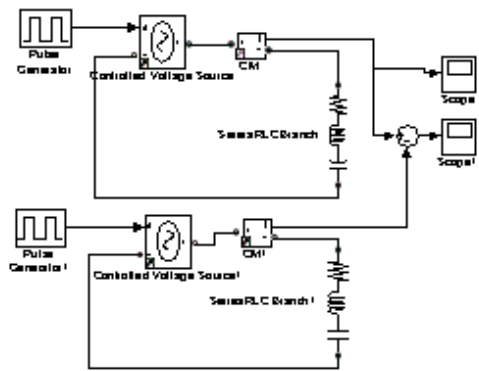 Pulse
Generator
Controlled Voltage Source
CM
Scope
Series RLC Branch
Scope1
Pulse
Generator1
Controlled Voltage Source1
CM1
Series RLC Branch1